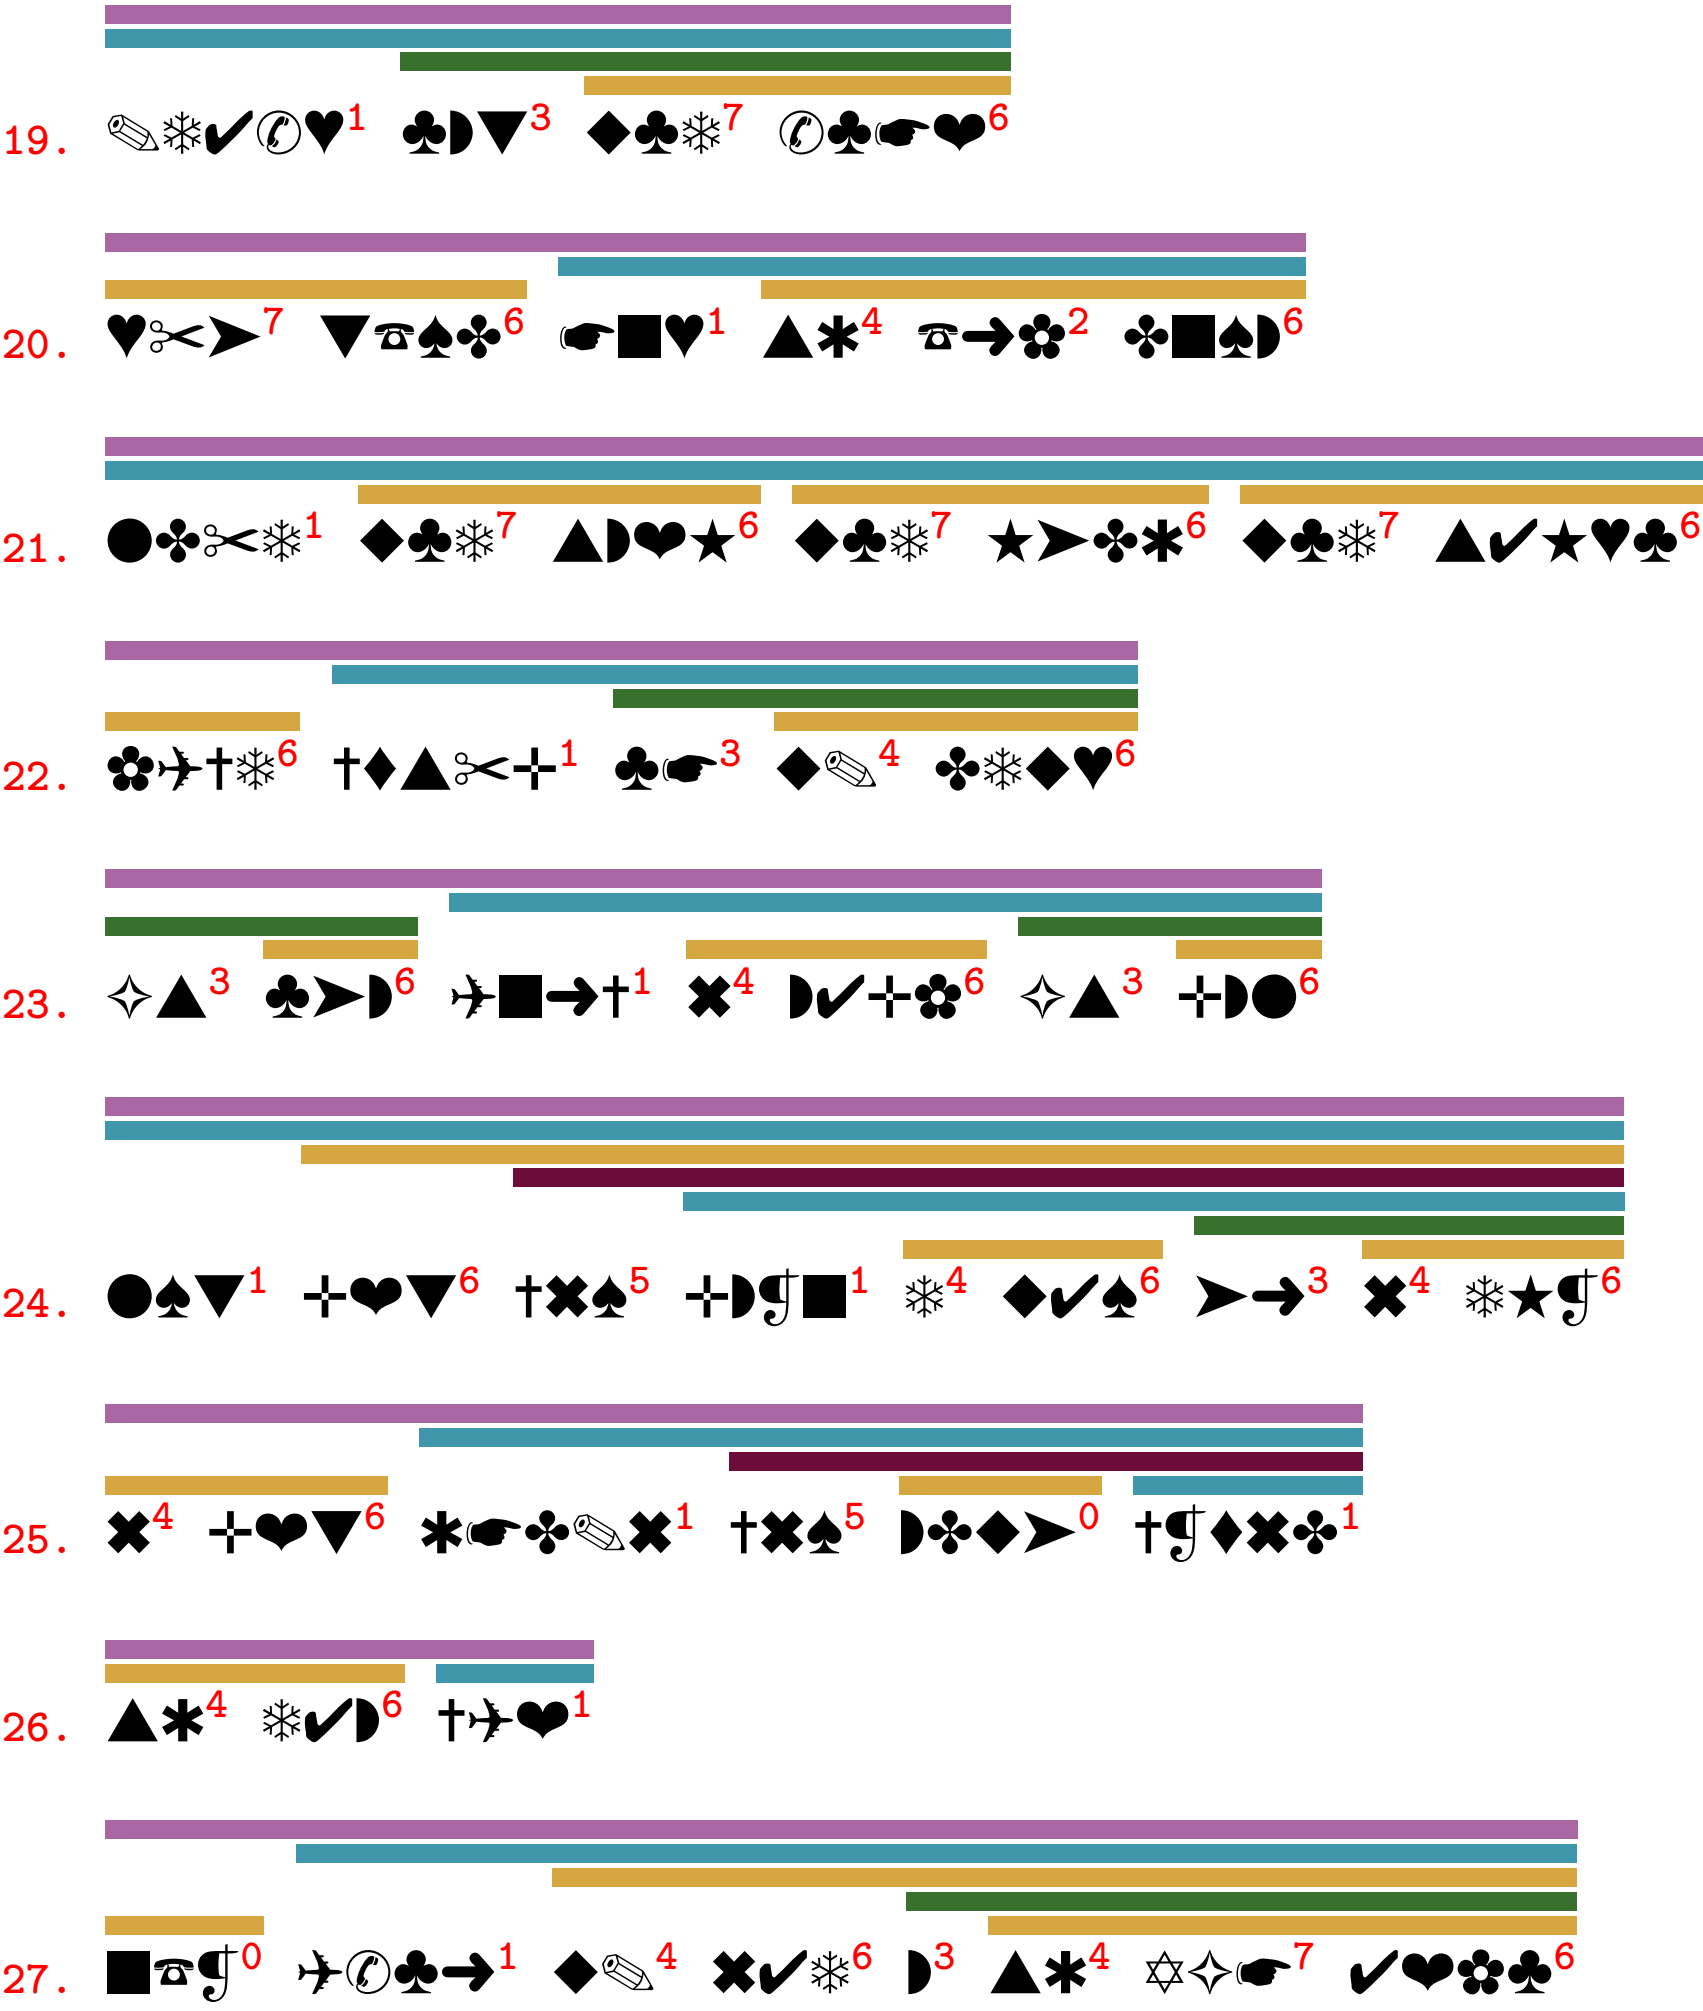 19. ✏❄✔✆♥1 ♣◗▼3 ◆♣❄7 ✆♣☛❤6
20. ♥✂➤7 ▼☎♠✤6 ☛■♥1 ▲✱4 ☎➜✿2 ✤■♠◗6
21. ●✤✂❄1 ◆♣❄7 ▲◗❤★6 ◆♣❄7 ★➤✤✱6 ◆♣❄7 ▲✔★♥♣6
22. ✿✈†❄6 †♦▲✂✛1 ♣☛3 ◆✏4 ✤❄◆♥6
23. ✧▲3 ♣➤◗6 ✈■➜†1 ✖4 ◗✔✛✿6 ✧▲3 ✛◗●6
24. ●♠▼1 ✛❤▼6 †✖♠5 ✛◗❡■1 ❄4 ◆✔♠6 ➤➜3 ✖4 ❄★❡6
25. ✖4 ✛❤▼6 ✱☛✤✏✖1 †✖♠5 ◗✤◆➤0 †❡♦✖✤1
26. ▲✱4 ❄✔◗6 †✈❤1
27. ■☎❡0 ✈✆♣➜1 ◆✏4 ✖✔❄6 ◗3 ▲✱4 ✡✧☛7 ✔❤✿♣6